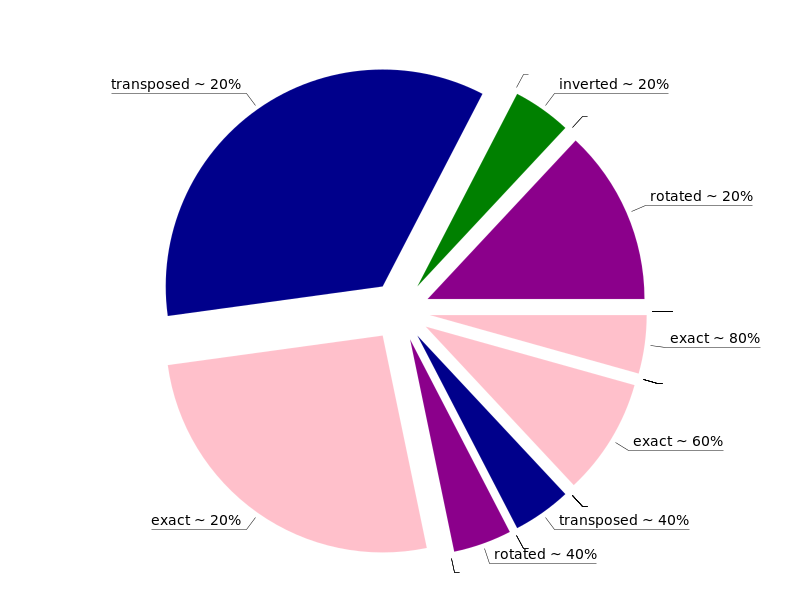 transposed ~ 20%
inverted ~ 20%
rotated ~ 20%
exact ~ 80%
exact ~ 60%
exact ~ 20%
transposed ~ 40%
rotated ~ 40%